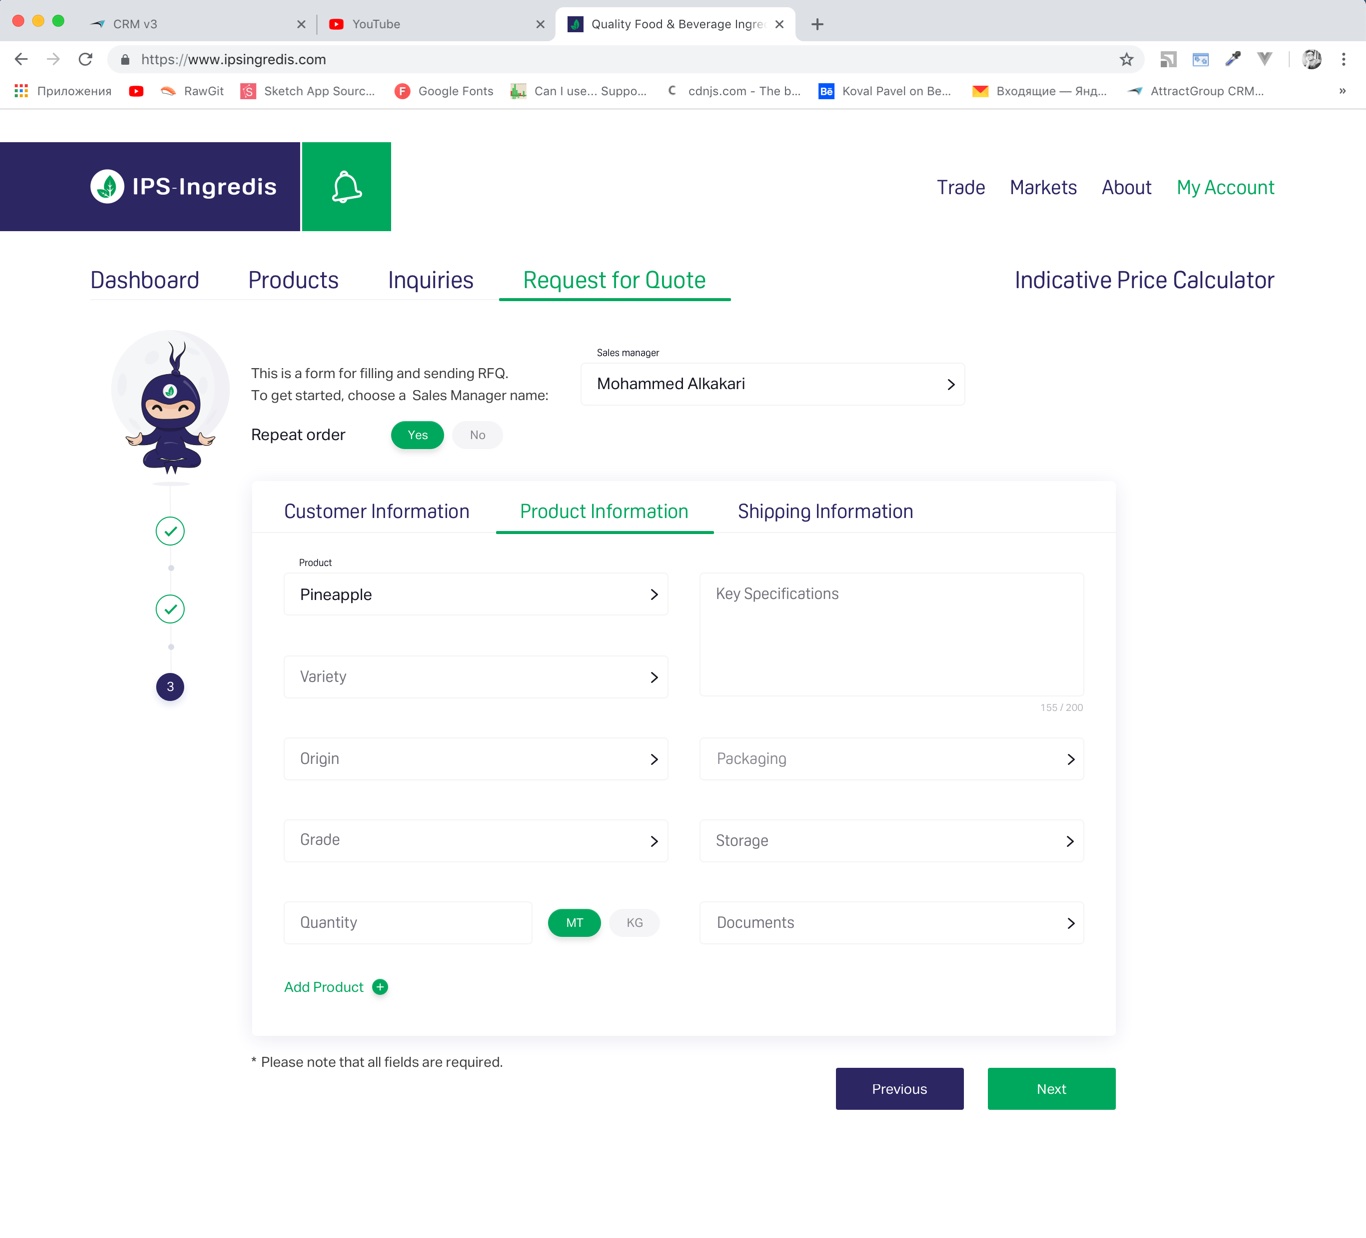 CRM v3
YouTube
Quality Food & Beverage Ingre
https://www.ipsingredis.com
Приложения
RawGit
Sketch App Sourc...
Google Fonts
Can I use... Suppo...
cdnjs.com - The b...
Koval Pavel on Be...
Входящие — Янд...
AttractGroup CRM...
IPS-Ingredis
Trade
Markets
About
My Account
Dashboard
Products
Inquiries
Request for Quote
Indicative Price Calculator
This is a form for filling and sending RFQ.
To get started, choose a Sales Manager name:
Sales manager
Mohammed Alkakari
Repeat order
Yes
No
3
Customer Information
Product Information
Shipping Information
Product
Pineapple
Key Specifications
Variety
155 / 200
Origin
Packaging
Grade
Storage
Quantity
MT
KG
Documents
Add Product
* Please note that all fields are required.
Previous
Next